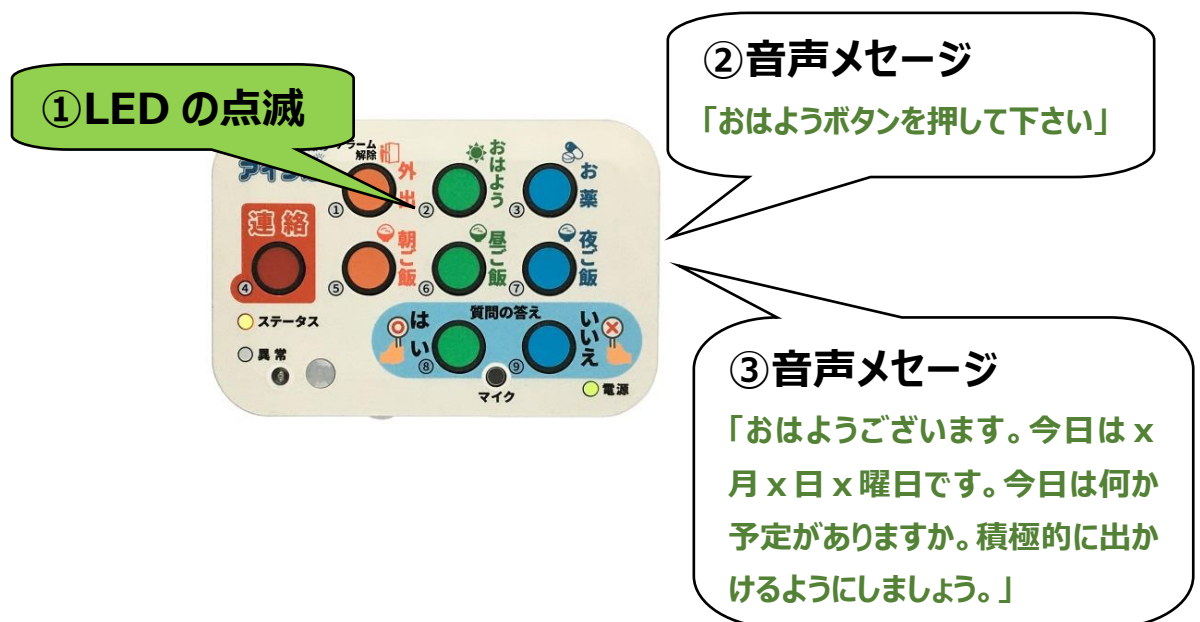 ①LED の点滅
②音声メセージ
「おはようボタンを押して下さい」
③音声メセージ
「おはようございます。今日は x
月 x 日 x 曜日です。今日は何か
予定がありますか。積極的に出か
けるようにしましょう。」
解除
外出
①
おはよう
②
お薬
③
連絡
④
朝ご飯
⑤
昼ご飯
⑥
夜ご飯
⑦
ステータス
異常
質問の答え
はい
⑧
いいえ
⑨
マイク
電源